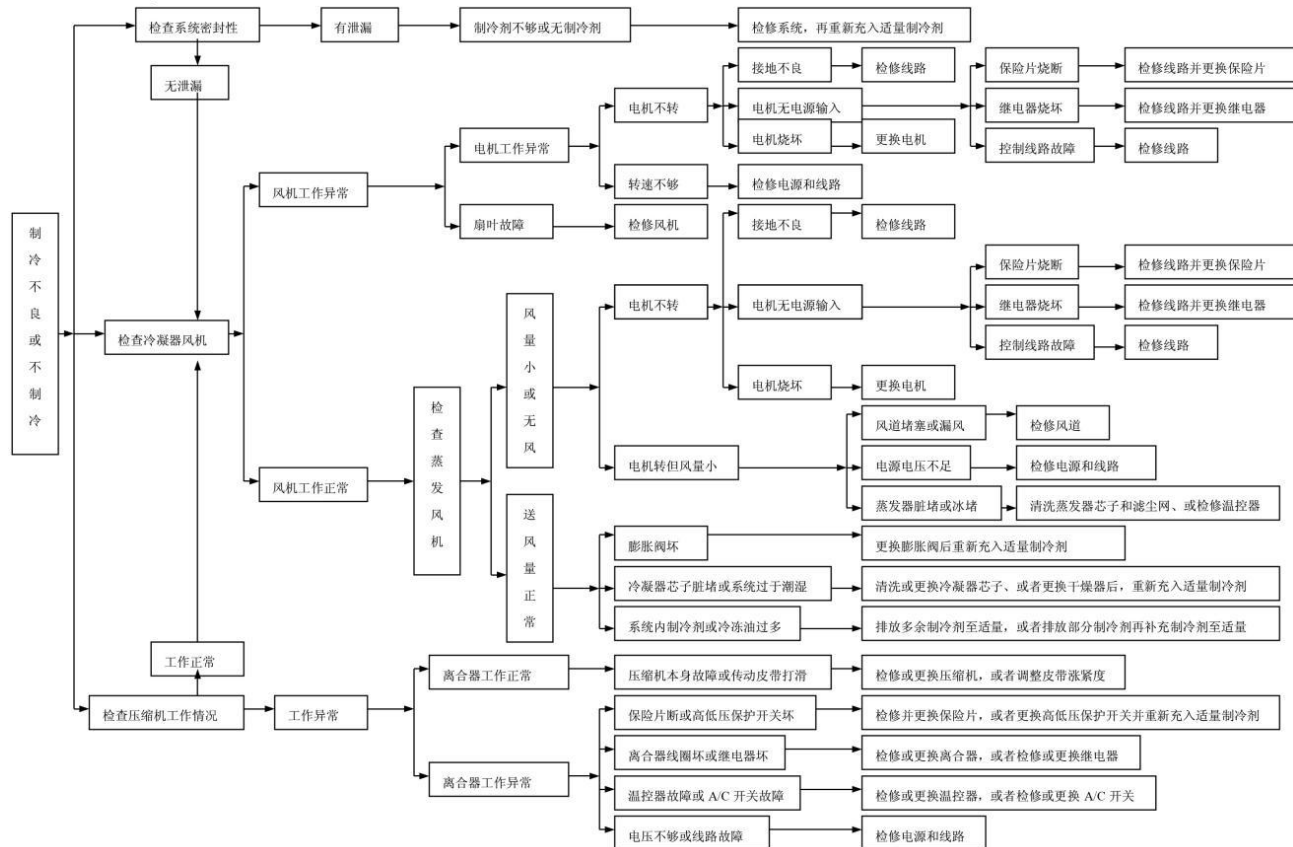 检查系统密封性
有泄漏
制冷剂不够或无制冷剂
检修系统，再重新充入适量制冷剂
无泄漏
接地不良
检修线路
保险片烧断
检修线路并更换保险片
电机不转
电机无电源输入
继电器烧坏
检修线路并更换继电器
电机工作异常
电机烧坏
更换电机
控制线路故障
检修线路
风机工作异常
转速不够
检修电源和线路
扇叶故障
检修风机
接地不良
检修线路
制冷不良或不制冷
检查冷凝器风机
保险片烧断
检修线路并更换保险片
风量小或无风
电机不转
电机无电源输入
继电器烧坏
检修线路并更换继电器
控制线路故障
检修线路
电机烧坏
更换电机
检查蒸发风机
风道堵塞或漏风
检修风道
风机工作正常
电机转但风量小
电源电压不足
检修电源和线路
蒸发器脏堵或冰堵
清洗蒸发器芯子和滤尘网、或检修温控器
送风量正常
膨胀阀坏
更换膨胀阀后重新充入适量制冷剂
冷凝器芯子脏堵或系统过于潮湿
清洗或更换冷凝器芯子、或者更换干燥器后，重新充入适量制冷剂
系统内制冷剂或冷冻油过多
排放多余制冷剂至适量，或者排放部分制冷剂再补充制冷剂至适量
工作正常
离合器工作正常
压缩机本身故障或传动皮带打滑
检修或更换压缩机，或者调整皮带涨紧度
检查压缩机工作情况
工作异常
保险片断或高低压保护开关坏
检修并更换保险片，或者更换高低压保护开关并重新充入适量制冷剂
离合器线圈坏或继电器坏
检修或更换离合器，或者检修或更换继电器
离合器工作异常
温控器故障或 A/C 开关故障
检修或更换温控器，或者检修或更换 A/C 开关
电压不够或线路故障
检修电源和线路